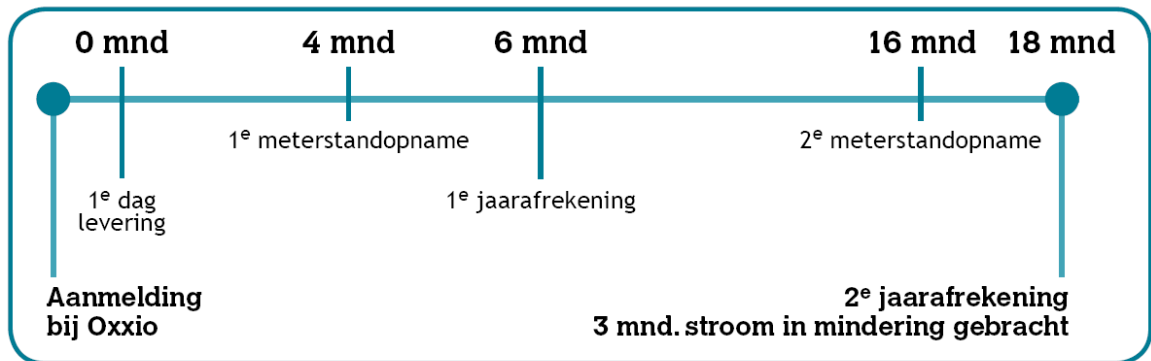 0 mnd
4 mnd
6 mnd
16 mnd
18 mnd
1e meterstandopname
2e meterstandopname
1e dag
levering
1e jaarafrekening
Aanmelding
bij Oxxio
2e jaarafrekening
3 mnd. stroom in mindering gebracht